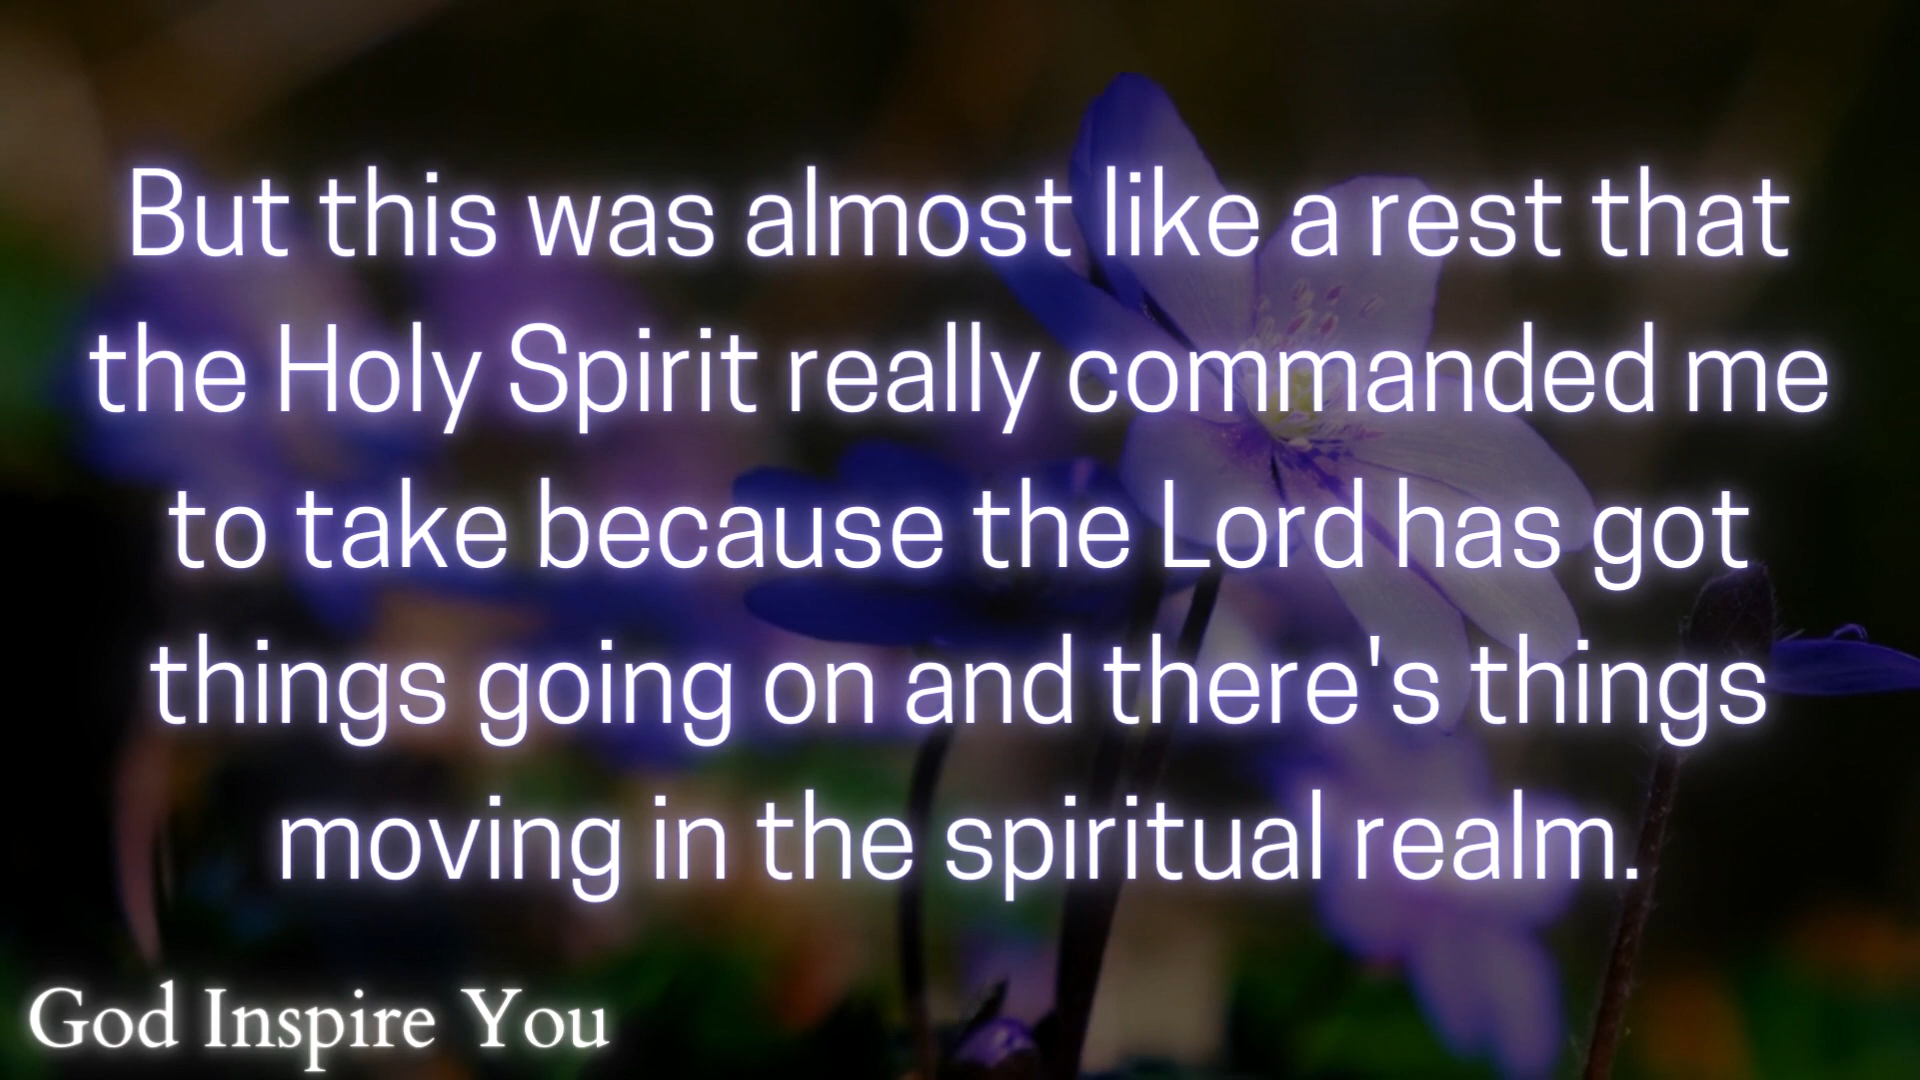 But this was almost like a rest that
the Holy Spirit really commanded me
to take because the Lord has got
things going on and there's things
moving in the spiritual realm.
God Inspire You